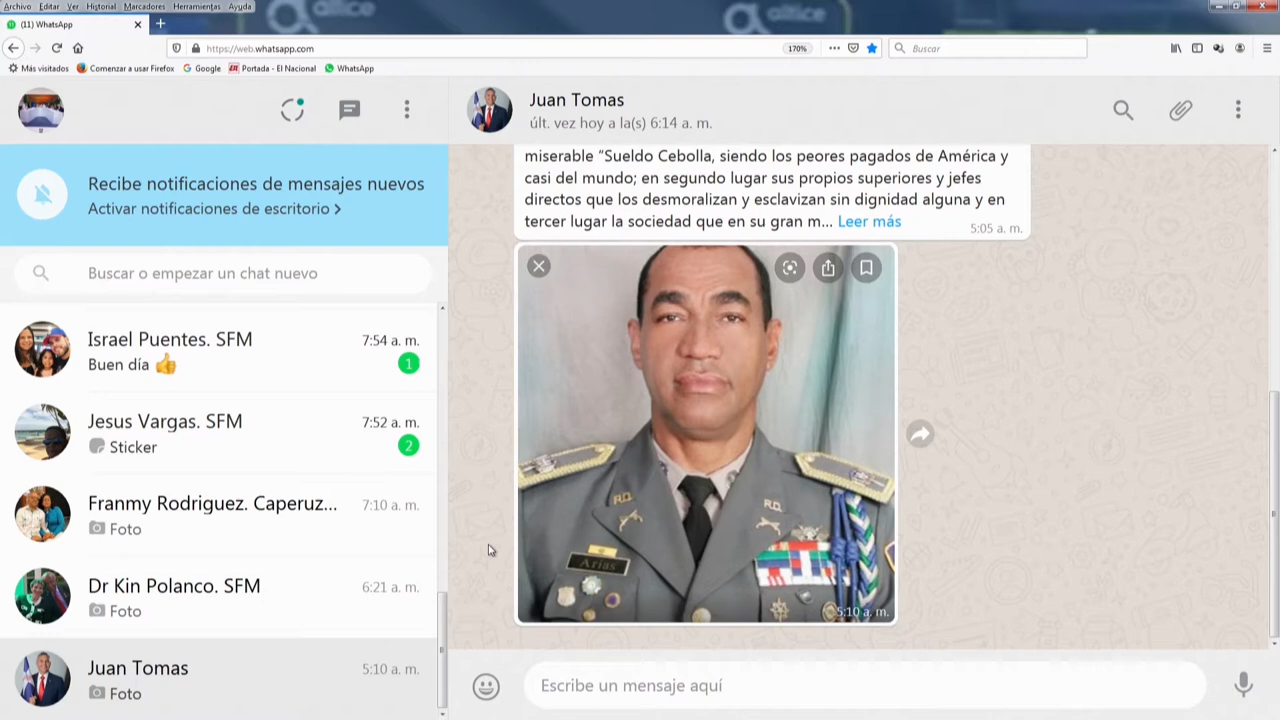 Archivo Editar Ver Historial Marcadores Herramientas Ayuda
altice
altice
(11) WhatsApp
https://web.whatsapp.com
170%
Buscar
Más visitados Comenzar a usar Firefox Google Portada - El Nacional WhatsApp
Juan Tomas
últ. vez hoy a la(s) 6:14 a. m.
Recibe notificaciones de mensajes nuevos
Activar notificaciones de escritorio
Buscar o empezar un chat nuevo
Israel Puentes. SFM
7:54 a. m.
Buen día 👍
1
Jesus Vargas. SFM
7:52 a. m.
Sticker
2
Franmy Rodriguez. Caperuz...
7:10 a. m.
Foto
Dr Kin Polanco. SFM
6:21 a. m.
Foto
Juan Tomas
5:10 a. m.
Foto
miserable “Sueldo Cebolla, siendo los peores pagados de América y
casi del mundo; en segundo lugar sus propios superiores y jefes
directos que los desmoralizan y esclavizan sin dignidad alguna y en
tercer lugar la sociedad que en su gran m... Leer más
5:05 a. m.
R.D.
R.D.
Arias
5:10 a. m.
Escribe un mensaje aquí